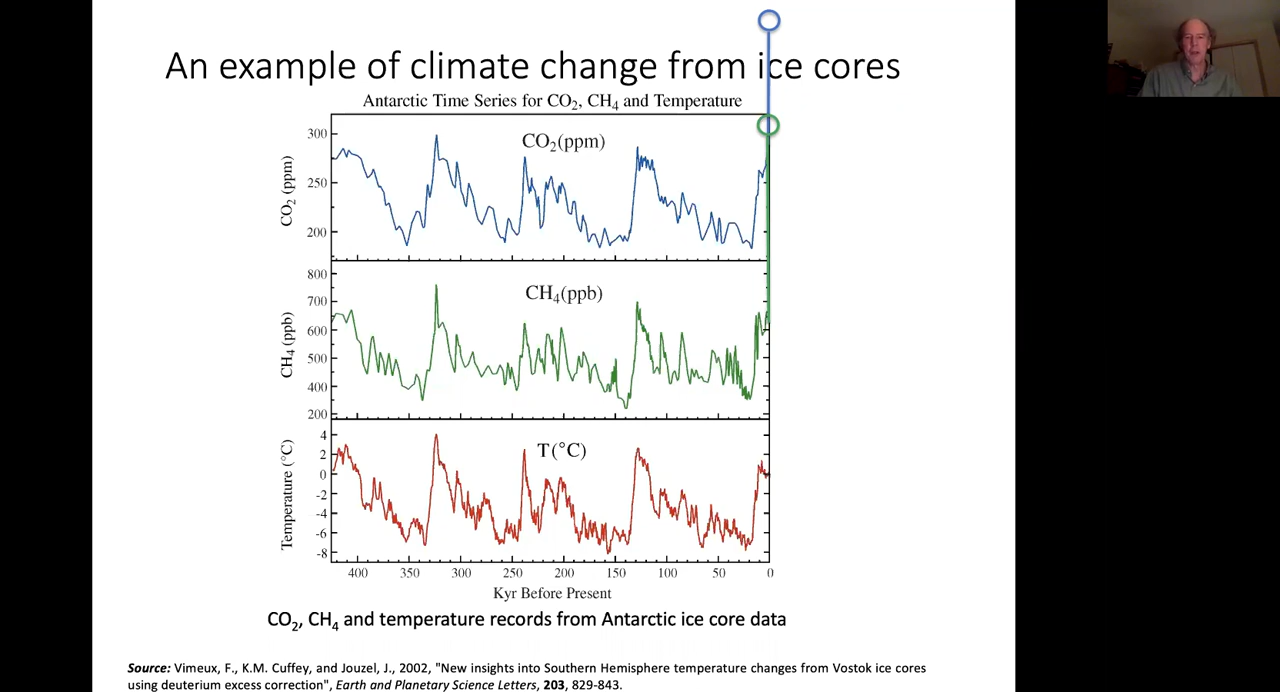 An example of climate change from ice cores
Antarctic Time Series for CO₂, CH₄ and Temperature
CO₂(ppm)
CO₂ (ppm)
300
250
200
CH₄(ppb)
CH₄ (ppb)
800
700
600
500
400
200
T(°C)
Temperature (°C)
4
2
0
-2
-4
-6
-8
400 350 300 250 200 150 100 50 0
Kyr Before Present
CO₂, CH₄ and temperature records from Antarctic ice core data
Source: Vimeux, F., K.M. Cuffey, and Jouzel, J., 2002, "New insights into Southern Hemisphere temperature changes from Vostok ice cores
using deuterium excess correction", Earth and Planetary Science Letters, 203, 829-843.